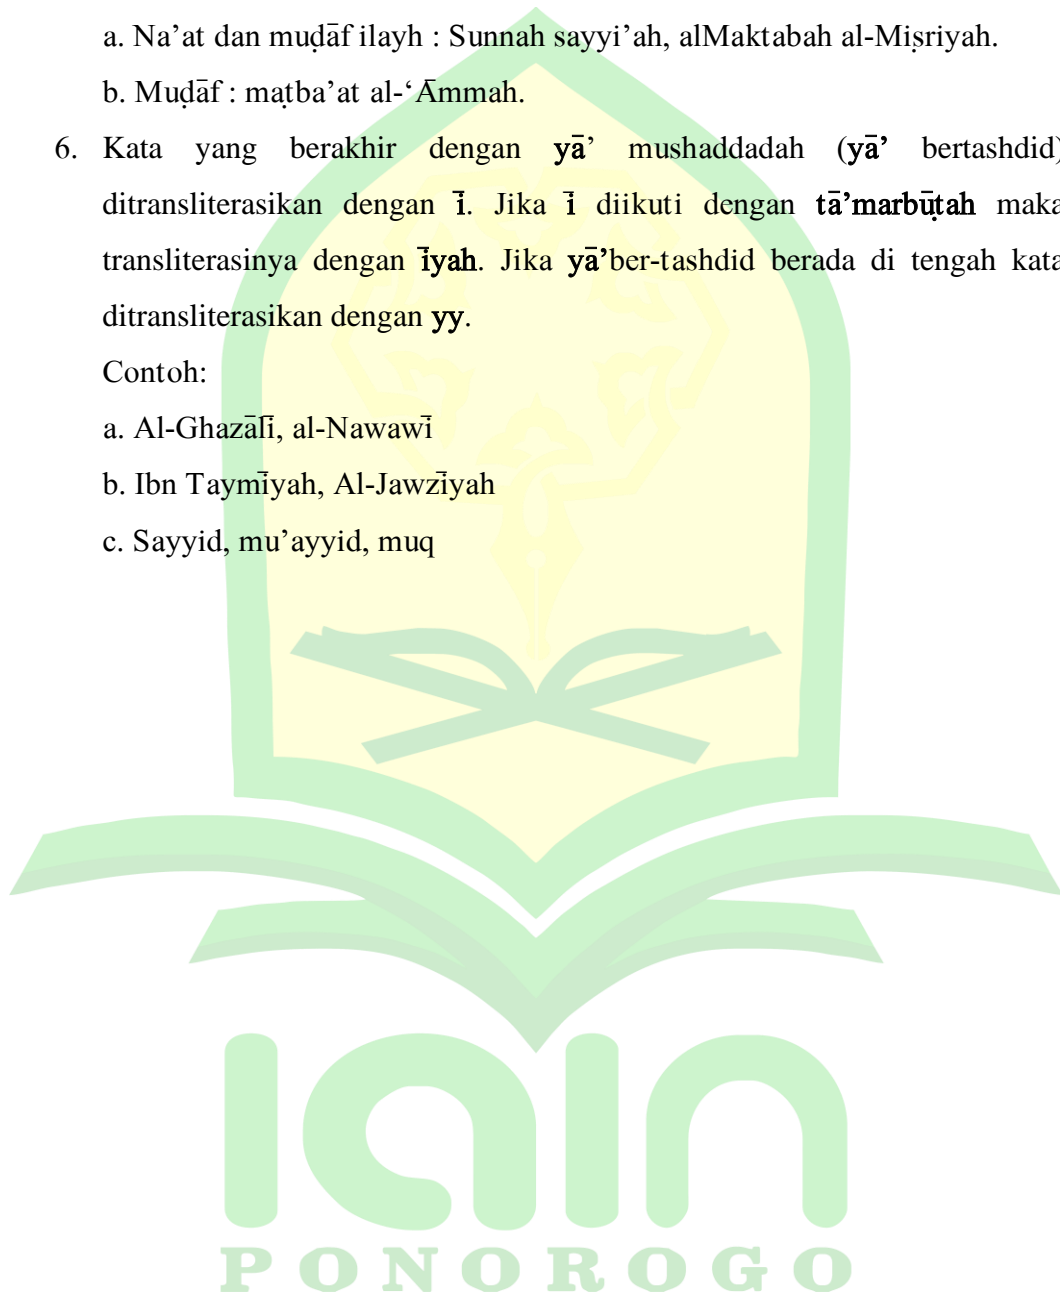 a. Na’at dan muḍāf ilayh : Sunnah sayyi’ah, alMaktabah al-Miṣriyah.
b. Muḍāf : maṭba’at al-‘Āmmah.
6. Kata yang berakhir dengan yā’ mushaddadah (yā’ bertashdid)
ditransliterasikan dengan ī. Jika ī diikuti dengan tā’marbūṭah maka
transliterasinya dengan īyah. Jika yā’ber-tashdid berada di tengah kata
ditransliterasikan dengan yy.
Contoh:
a. Al-Ghazālī, al-Nawawī
b. Ibn Taymīyah, Al-Jawzīyah
c. Sayyid, mu’ayyid, muq
iain
PONOROGO